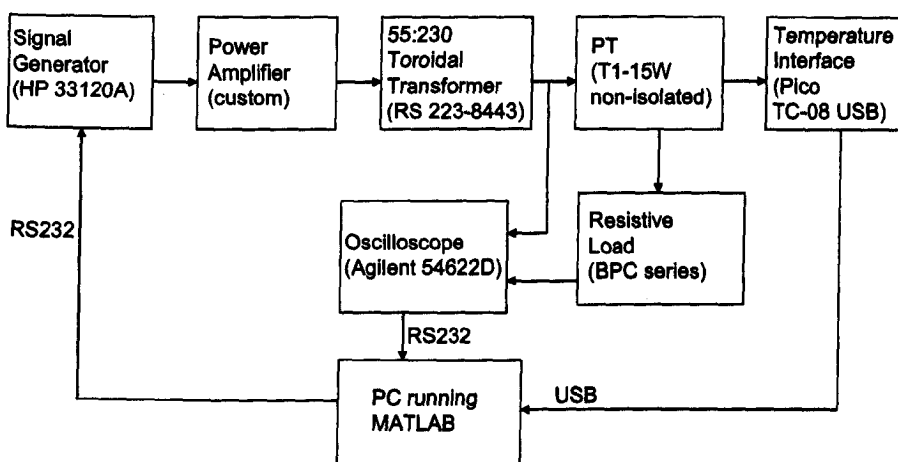 Signal
Generator
(HP 33120A)
Power
Amplifier
(custom)
55:230
Toroidal
Transformer
(RS 223-8443)
PT
(T1-15W
non-isolated)
Temperature
Interface
(Pico
TC-08 USB)
RS232
Oscilloscope
(Agilent 54622D)
Resistive
Load
(BPC series)
RS232
PC running
MATLAB
USB